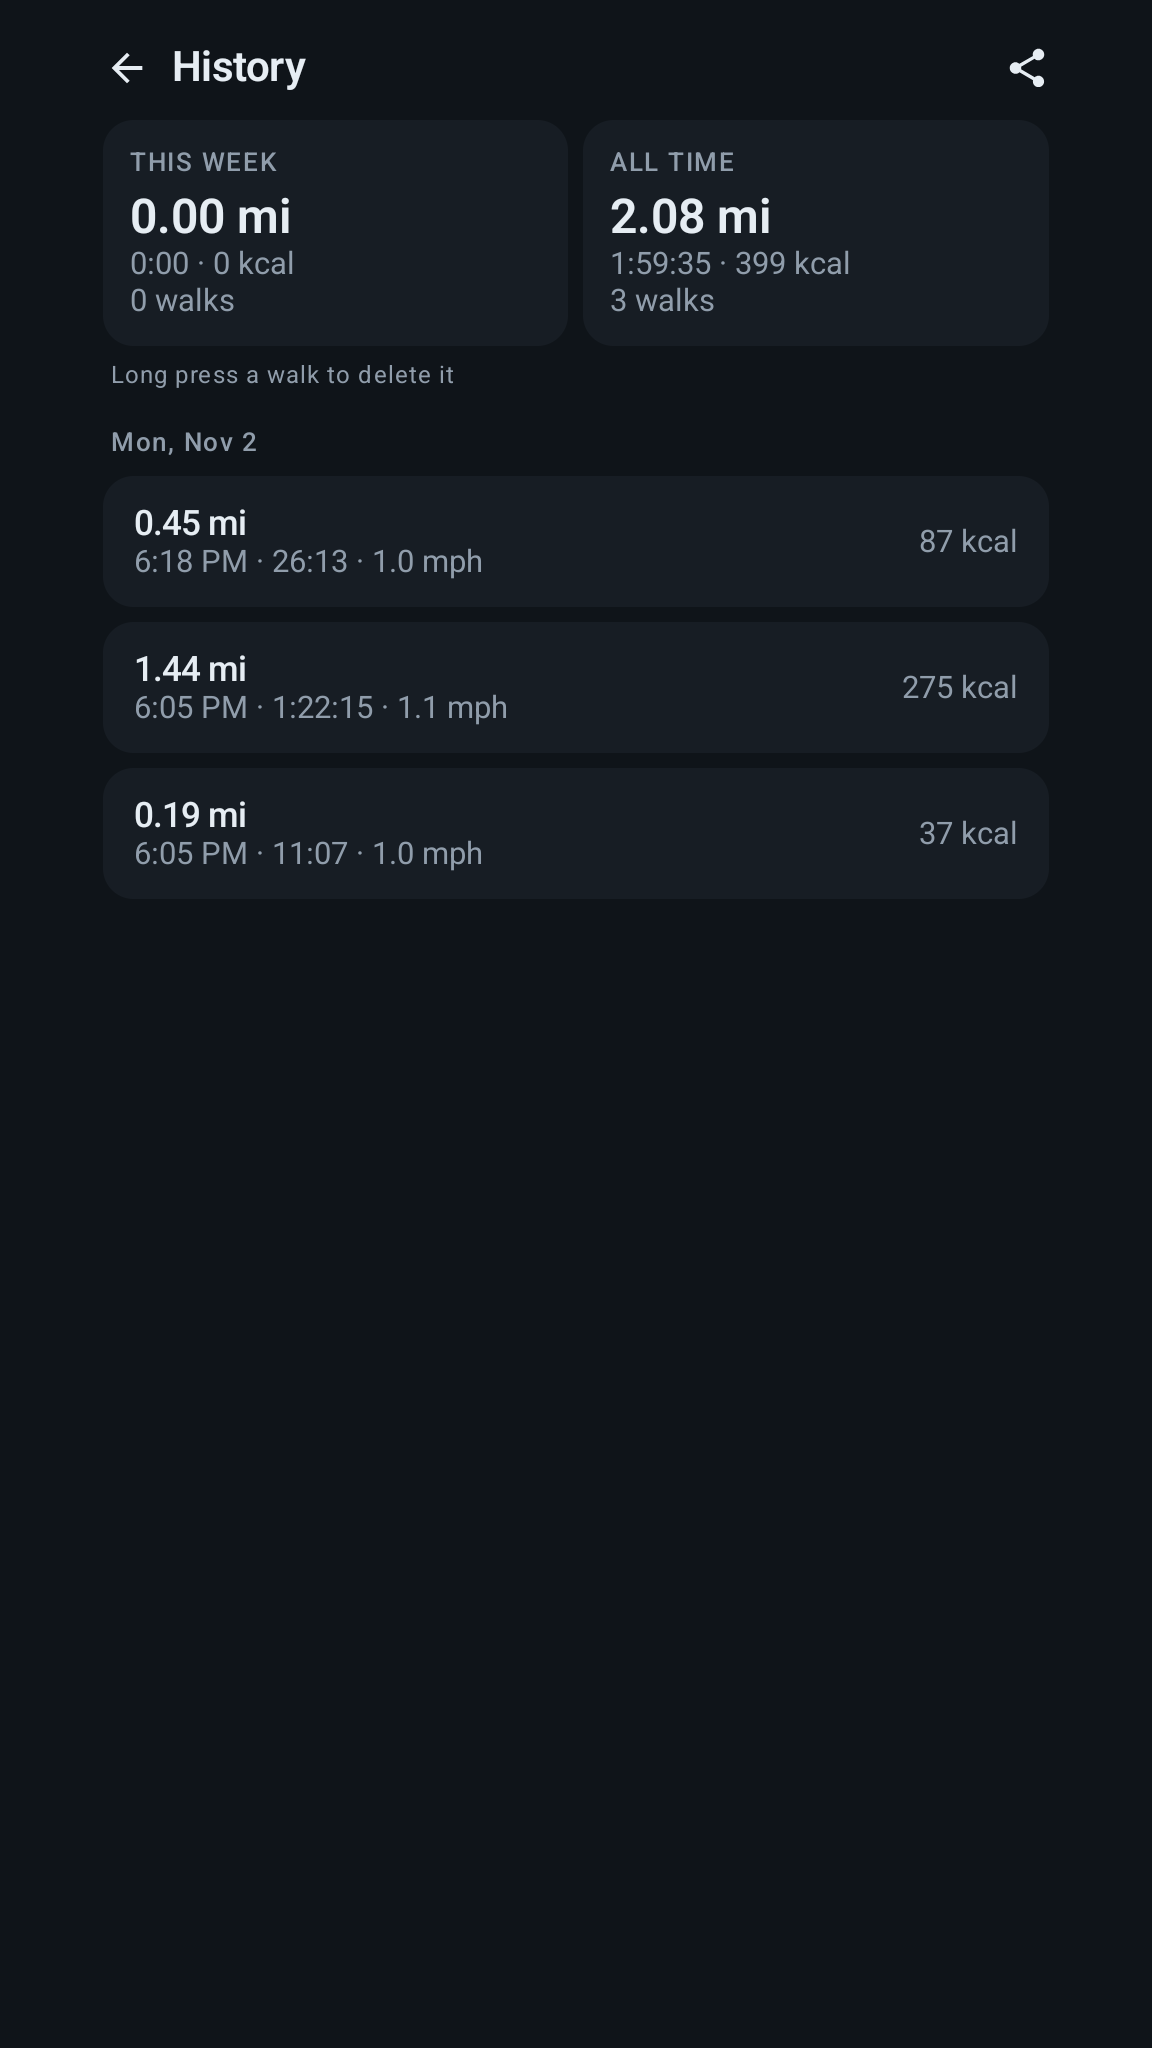 History
THIS WEEK
0.00 mi
0:00 · 0 kcal
0 walks
ALL TIME
2.08 mi
1:59:35 · 399 kcal
3 walks
Long press a walk to delete it
Mon, Nov 2
0.45 mi
6:18 PM · 26:13 · 1.0 mph
87 kcal
1.44 mi
6:05 PM · 1:22:15 · 1.1 mph
275 kcal
0.19 mi
6:05 PM · 11:07 · 1.0 mph
37 kcal